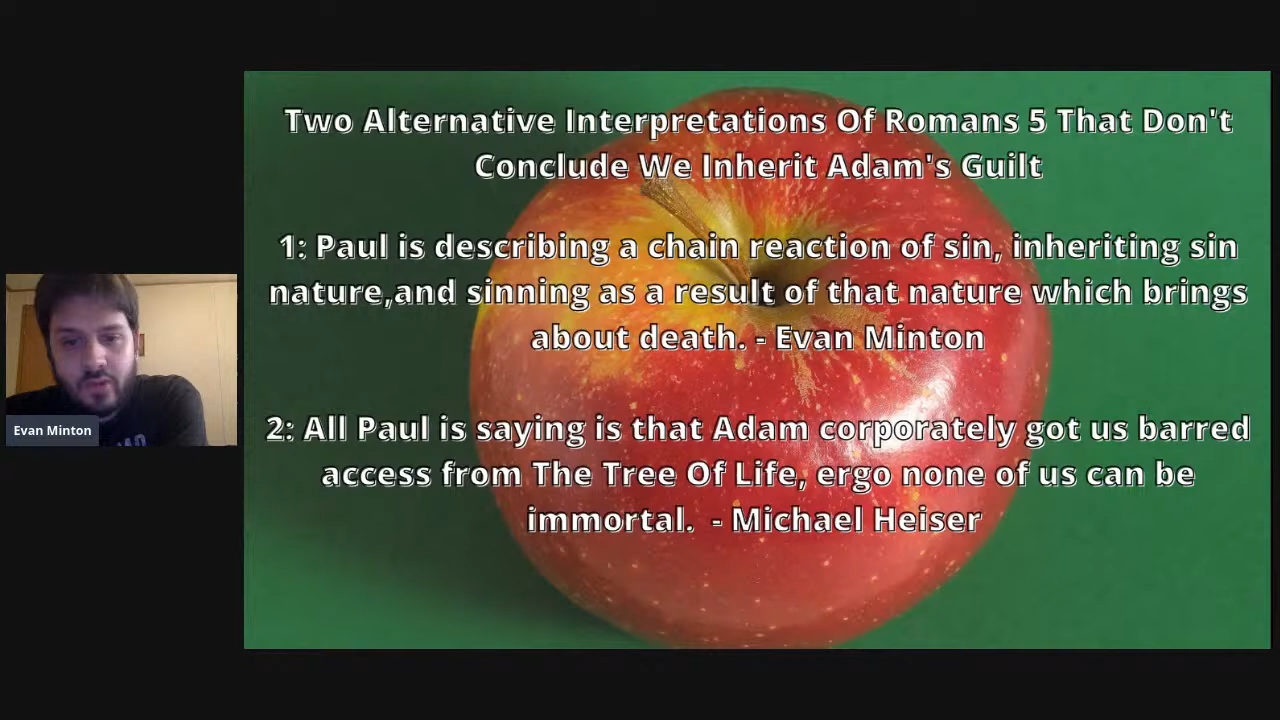 Two Alternative Interpretations Of Romans 5 That Don't
Conclude We Inherit Adam's Guilt
1: Paul is describing a chain reaction of sin, inheriting sin
nature,and sinning as a result of that nature which brings
about death. - Evan Minton
2: All Paul is saying is that Adam corporately got us barred
access from The Tree Of Life, ergo none of us can be
immortal. - Michael Heiser
Evan Minton